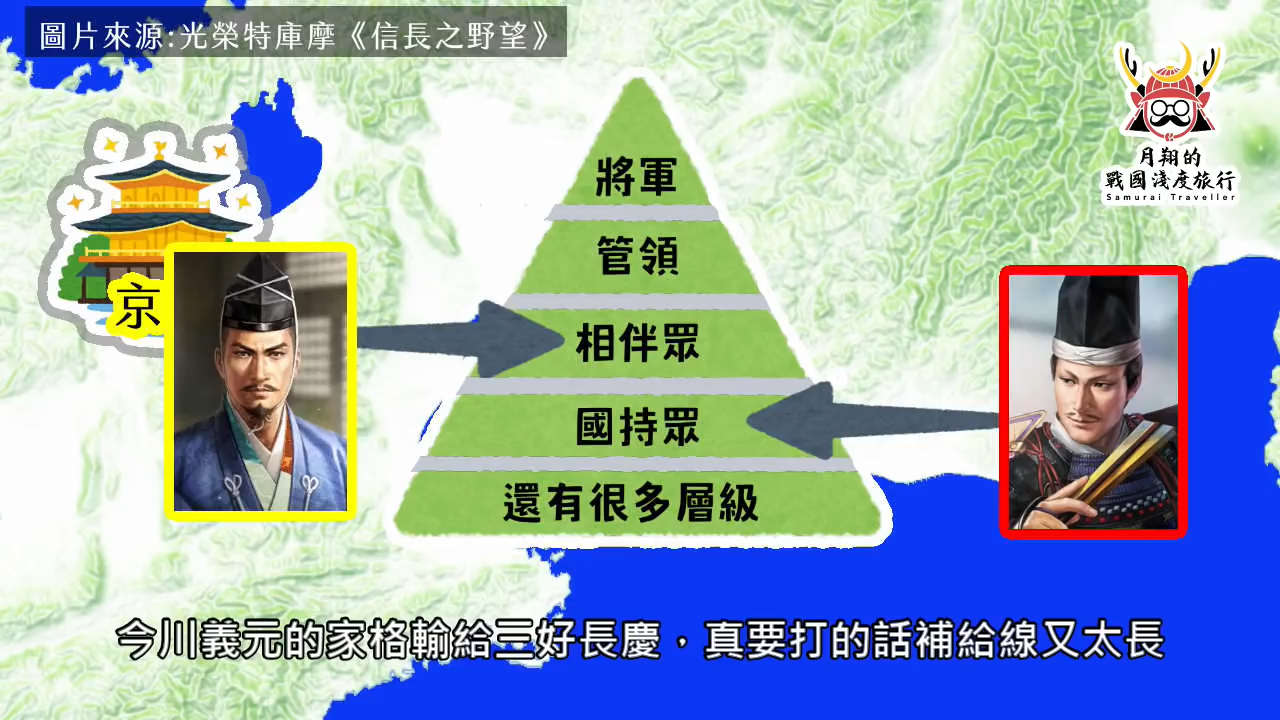 圖片來源:光榮特庫摩《信長之野望》
月翔的
戰国淺度旅行
Samurai Traveller
將軍
管領
相伴眾
國持眾
還有很多層級
京
今川義元的家格輸給三好長慶，真要打的話補給線又太長